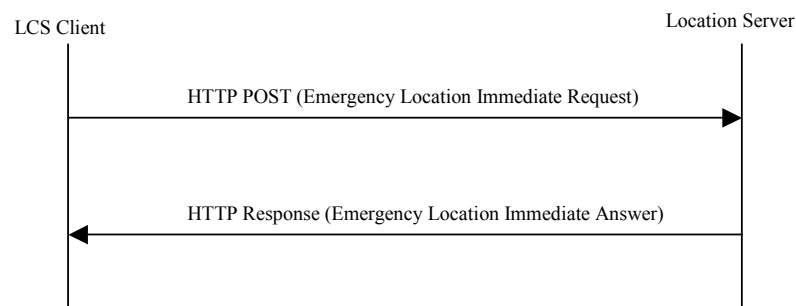 LCS Client
Location Server
HTTP POST (Emergency Location Immediate Request)
HTTP Response (Emergency Location Immediate Answer)